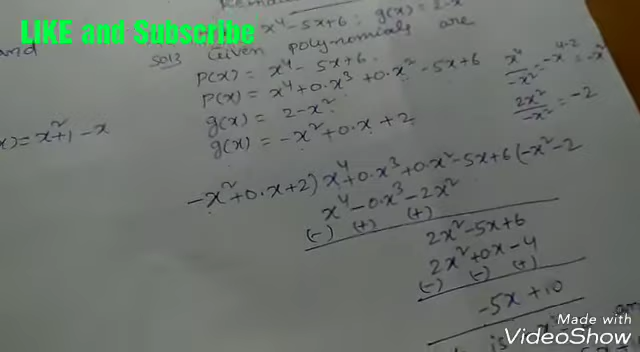 LIKE and Subscribe
and
x⁴-5x+6; g(x) = 2-x
Sol3 Given polynomials are
p(x) = x⁴ - 5x+6.
p(x) = x⁴+0.x³ +0.x² -5x+6
g(x) = 2-x²
g(x) = -x²+0.x+2
x) = x²+1-x
x⁴/-x² = -x⁴⁻² = -x²
2x²/-x² = -2
-x²+0.x+2) x⁴+0.x³+0.x²-5x+6(-x²-2
x⁴-0.x³-2x²
(-) (+) (+)
2x²-5x+6
2x²+0x-4
(-) (-) (+)
-5x+10
is
Made with
VideoShow